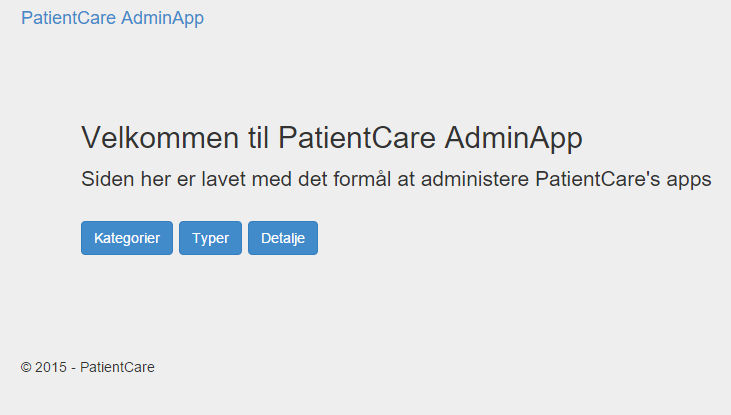 PatientCare AdminApp
Velkommen til PatientCare AdminApp
Siden her er lavet med det formål at administere PatientCare's apps
Kategorier Typer Detalje
© 2015 - PatientCare